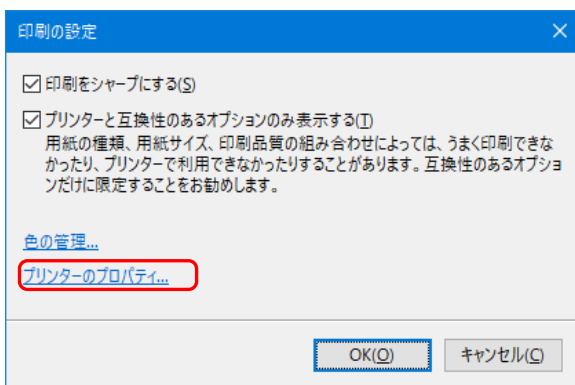 印刷の設定
印刷をシャープにする(S)
プリンターと互換性のあるオプションのみ表示する(T)
用紙の種類、用紙サイズ、印刷品質の組み合わせによっては、うまく印刷できな
かったり、プリンターで利用できなかったりすることがあります。互換性のあるオプショ
ンだけに限定することをお勧めします。
色の管理...
プリンターのプロパティ...
OK(O)
キャンセル(C)